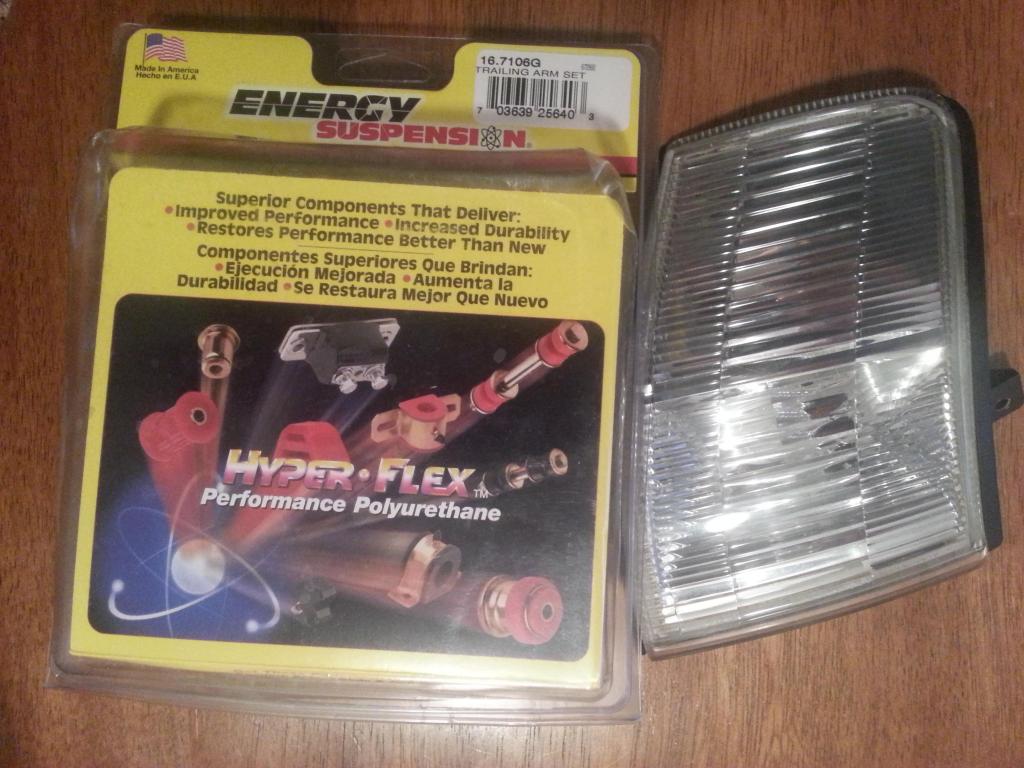 Made in America
Hecho en E.U.A
16.7106G
TRAILING ARM SET
7 03639 25640 3
ENERGY
SUSPENSION®
Superior Components That Deliver:
•Improved Performance •Increased Durability
•Restores Performance Better Than New
Componentes Superiores Que Brindan:
•Ejecución Mejorada •Aumenta la
Durabilidad •Se Restaura Mejor Que Nuevo
HYPER•FLEX™
Performance Polyurethane